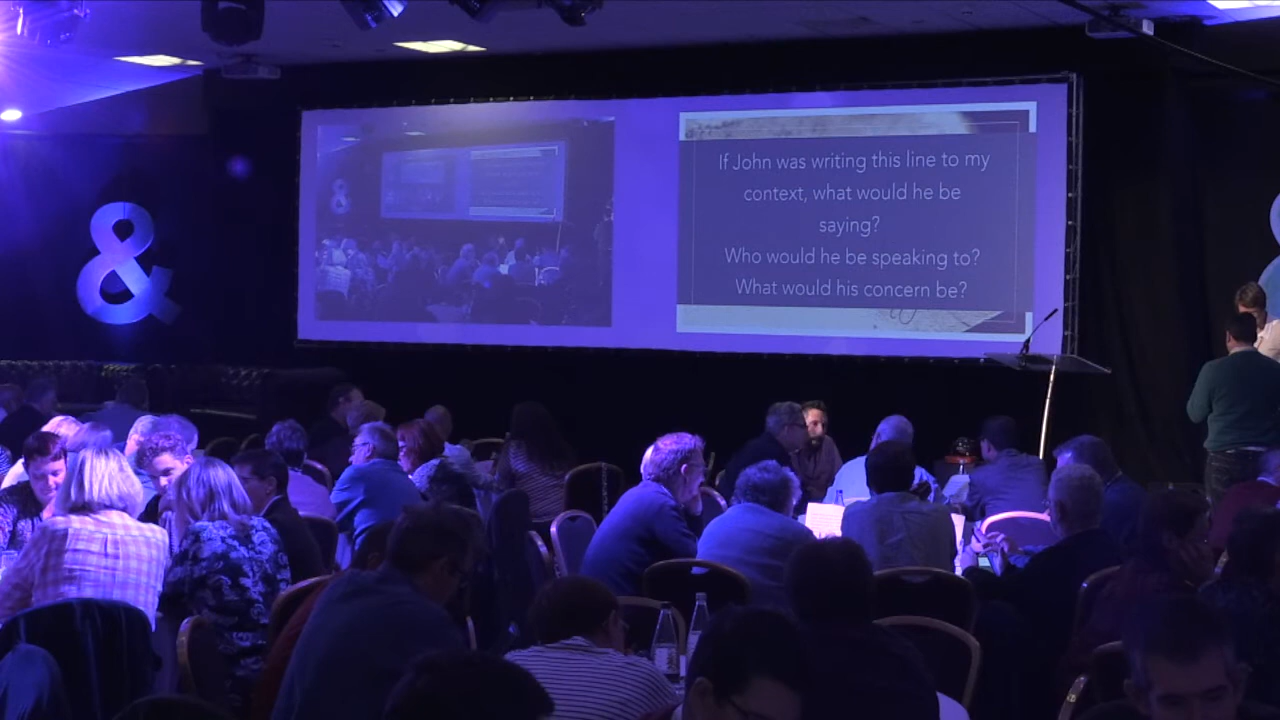 &
If John was writing this line to my
context, what would he be
saying?
Who would he be speaking to?
What would his concern be?